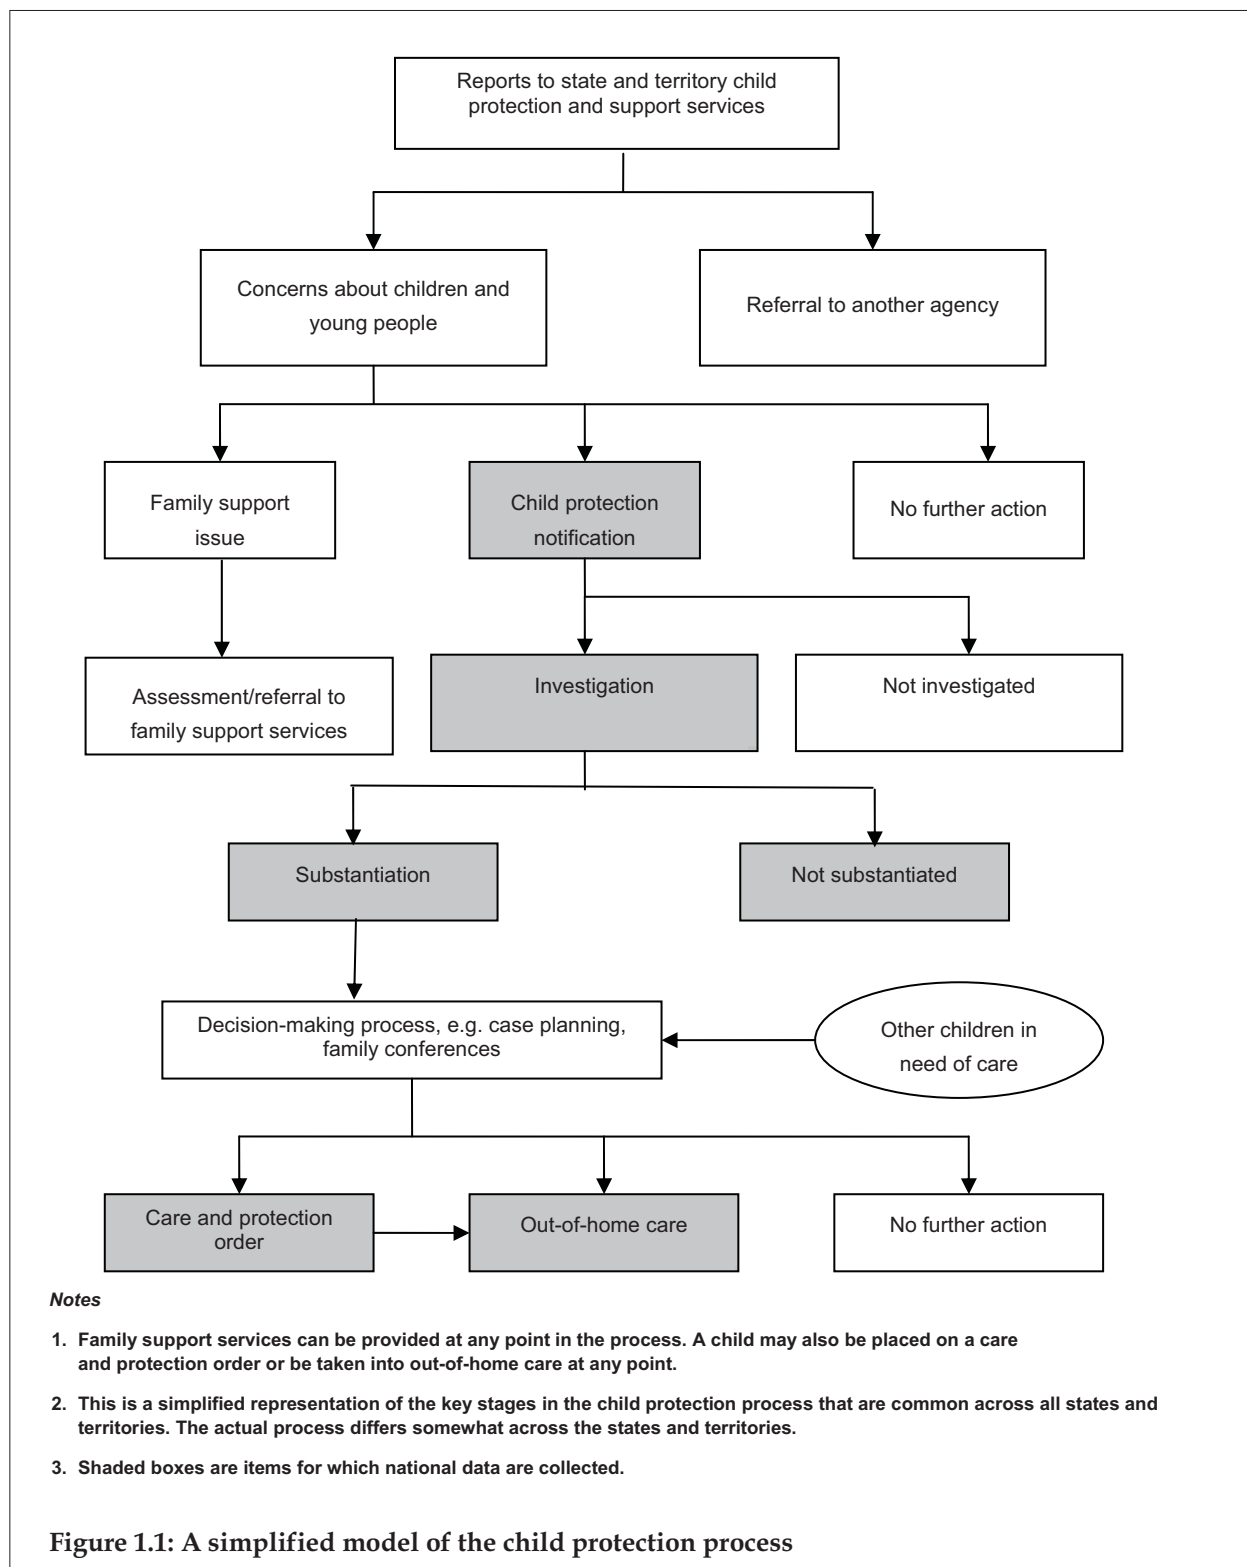 Reports to state and territory child
protection and support services
Concerns about children and
young people
Referral to another agency
Family support
issue
Child protection
notification
No further action
Assessment/referral to
family support services
Investigation
Not investigated
Substantiation
Not substantiated
Decision-making process, e.g. case planning,
family conferences
Other children in
need of care
Care and protection
order
Out-of-home care
No further action
Notes
1. Family support services can be provided at any point in the process. A child may also be placed on a care
and protection order or be taken into out-of-home care at any point.
2. This is a simplified representation of the key stages in the child protection process that are common across all states and
territories. The actual process differs somewhat across the states and territories.
3. Shaded boxes are items for which national data are collected.
Figure 1.1: A simplified model of the child protection process